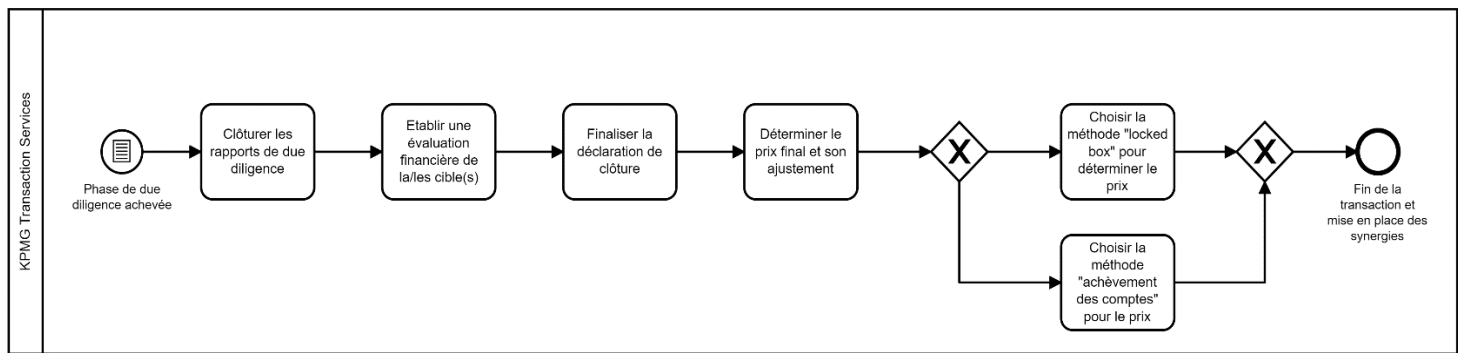 KPMG Transaction Services
Phase de due
diligence achevée
Clôturer les
rapports de due
diligence
Etablir une
évaluation
financière de
la/les cible(s)
Finaliser la
déclaration de
clôture
Déterminer le
prix final et son
ajustement
Choisir la
méthode "locked
box" pour
déterminer le
prix
Choisir la
méthode
"achèvement
des comptes"
pour le prix
Fin de la
transaction et
mise en place des
synergies